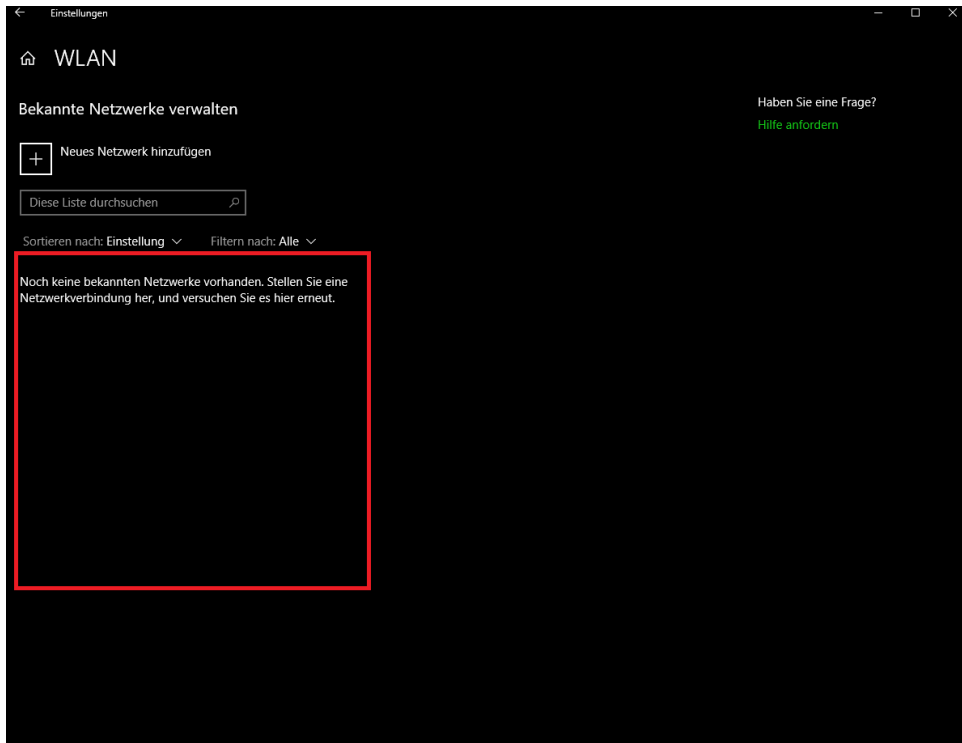 Einstellungen
WLAN
Bekannte Netzwerke verwalten
Neues Netzwerk hinzufügen
Diese Liste durchsuchen
Sortieren nach: Einstellung
Filtern nach: Alle
Noch keine bekannten Netzwerke vorhanden. Stellen Sie eine
Netzwerkverbindung her, und versuchen Sie es hier erneut.
Haben Sie eine Frage?
Hilfe anfordern